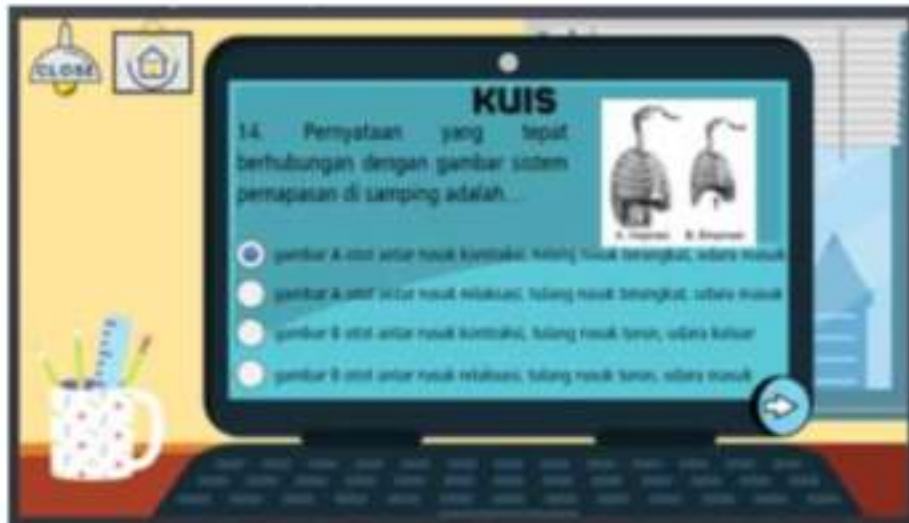 CLOSE
KUIS
14. Pernyataan yang tepat
berhubungan dengan gambar sistem
pernapasan di samping adalah...
A. Inspirasi B. Ekspirasi
gambar A otot antar rusuk kontraksi, tulang rusuk terangkat, udara masuk
gambar A otot antar rusuk relaksasi, tulang rusuk terangkat, udara masuk
gambar B otot antar rusuk kontraksi, tulang rusuk turun, udara keluar
gambar B otot antar rusuk relaksasi, tulang rusuk turun, udara masuk